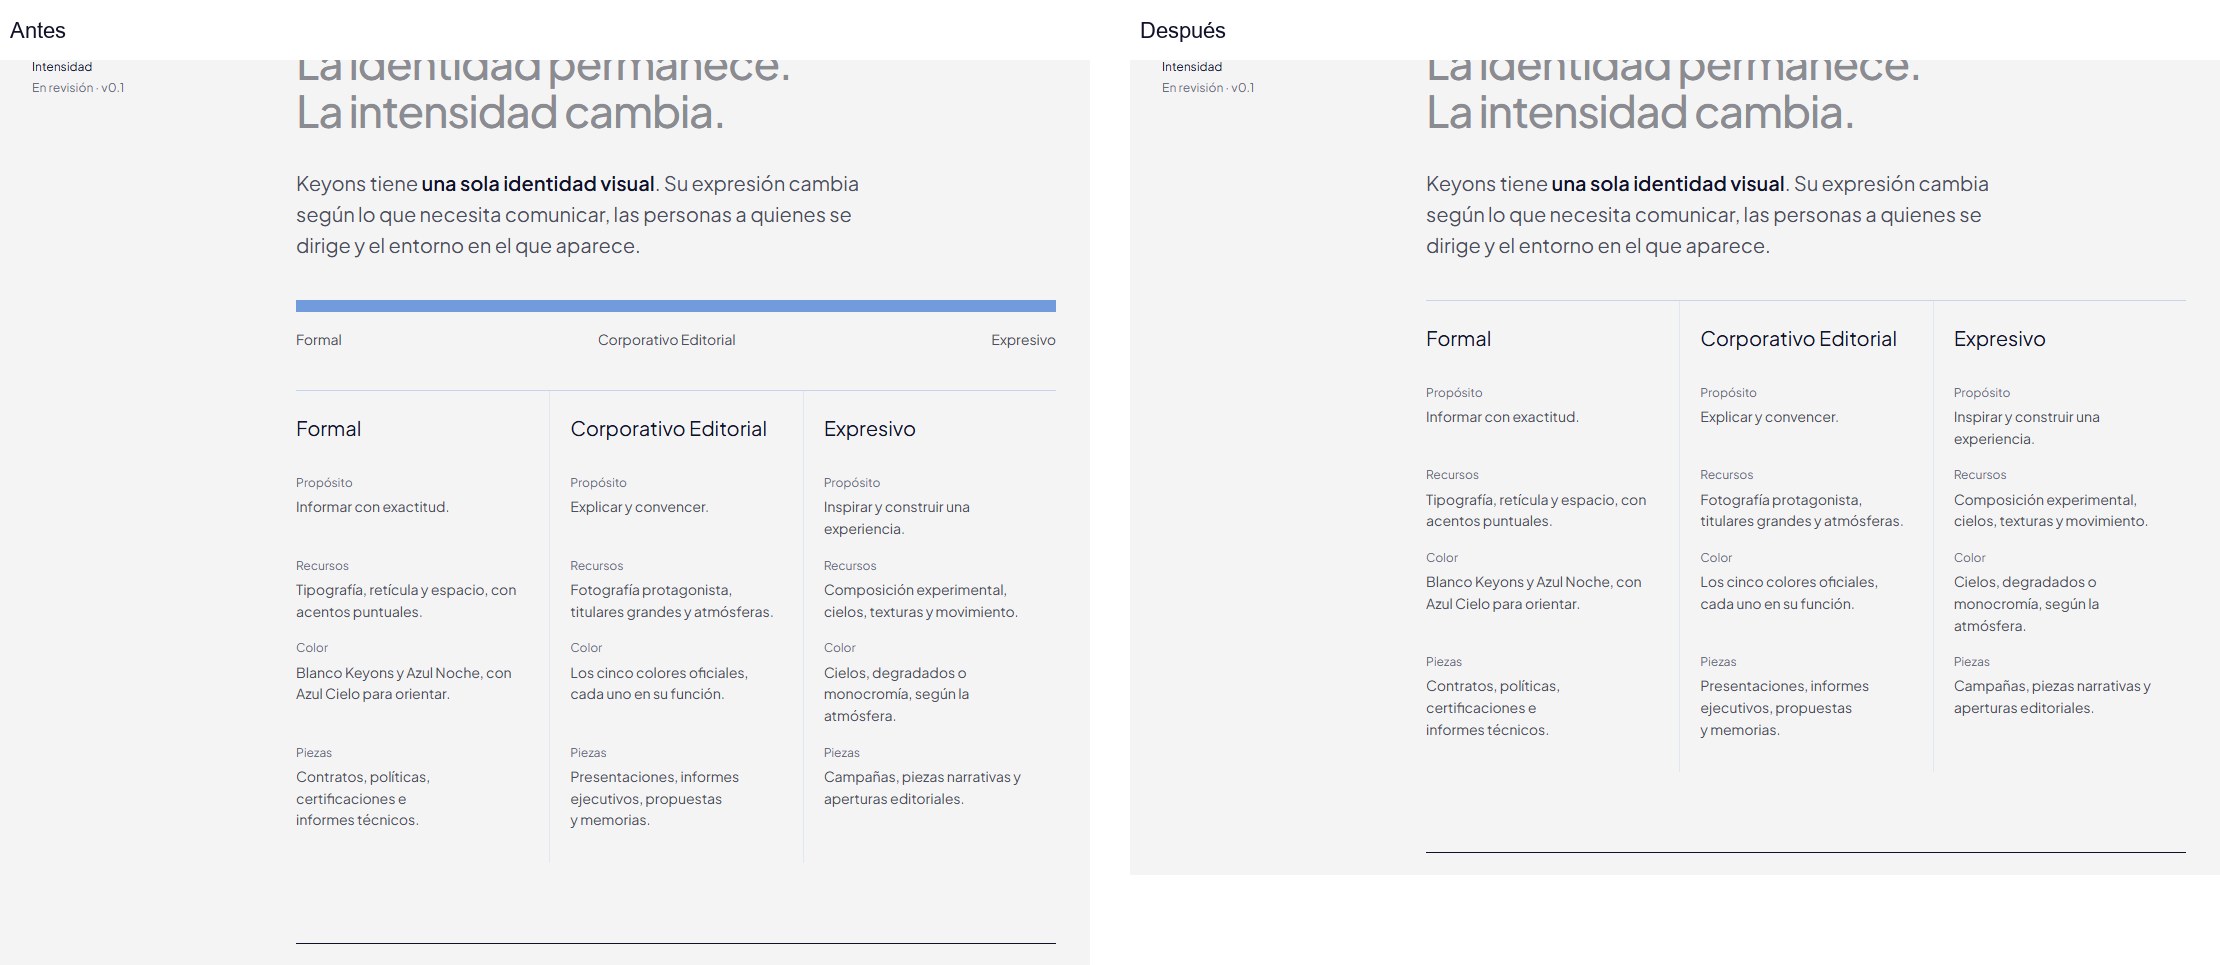 Antes
Intensidad
En revisión · v0.1
La identidad permanece.
La intensidad cambia.
Keyons tiene una sola identidad visual. Su expresión cambia
según lo que necesita comunicar, las personas a quienes se
dirige y el entorno en el que aparece.
Formal
Corporativo Editorial
Expresivo
Formal
Propósito
Informar con exactitud.
Recursos
Tipografía, retícula y espacio, con
acentos puntuales.
Color
Blanco Keyons y Azul Noche, con
Azul Cielo para orientar.
Piezas
Contratos, políticas,
certificaciones e
informes técnicos.
Corporativo Editorial
Propósito
Explicar y convencer.
Recursos
Fotografía protagonista,
titulares grandes y atmósferas.
Color
Los cinco colores oficiales,
cada uno en su función.
Piezas
Presentaciones, informes
ejecutivos, propuestas
y memorias.
Expresivo
Propósito
Inspirar y construir una
experiencia.
Recursos
Composición experimental,
cielos, texturas y movimiento.
Color
Cielos, degradados o
monocromía, según la
atmósfera.
Piezas
Campañas, piezas narrativas y
aperturas editoriales.
Después
Intensidad
En revisión · v0.1
La identidad permanece.
La intensidad cambia.
Keyons tiene una sola identidad visual. Su expresión cambia
según lo que necesita comunicar, las personas a quienes se
dirige y el entorno en el que aparece.
Formal
Propósito
Informar con exactitud.
Recursos
Tipografía, retícula y espacio, con
acentos puntuales.
Color
Blanco Keyons y Azul Noche, con
Azul Cielo para orientar.
Piezas
Contratos, políticas,
certificaciones e
informes técnicos.
Corporativo Editorial
Propósito
Explicar y convencer.
Recursos
Fotografía protagonista,
titulares grandes y atmósferas.
Color
Los cinco colores oficiales,
cada uno en su función.
Piezas
Presentaciones, informes
ejecutivos, propuestas
y memorias.
Expresivo
Propósito
Inspirar y construir una
experiencia.
Recursos
Composición experimental,
cielos, texturas y movimiento.
Color
Cielos, degradados o
monocromía, según la
atmósfera.
Piezas
Campañas, piezas narrativas y
aperturas editoriales.